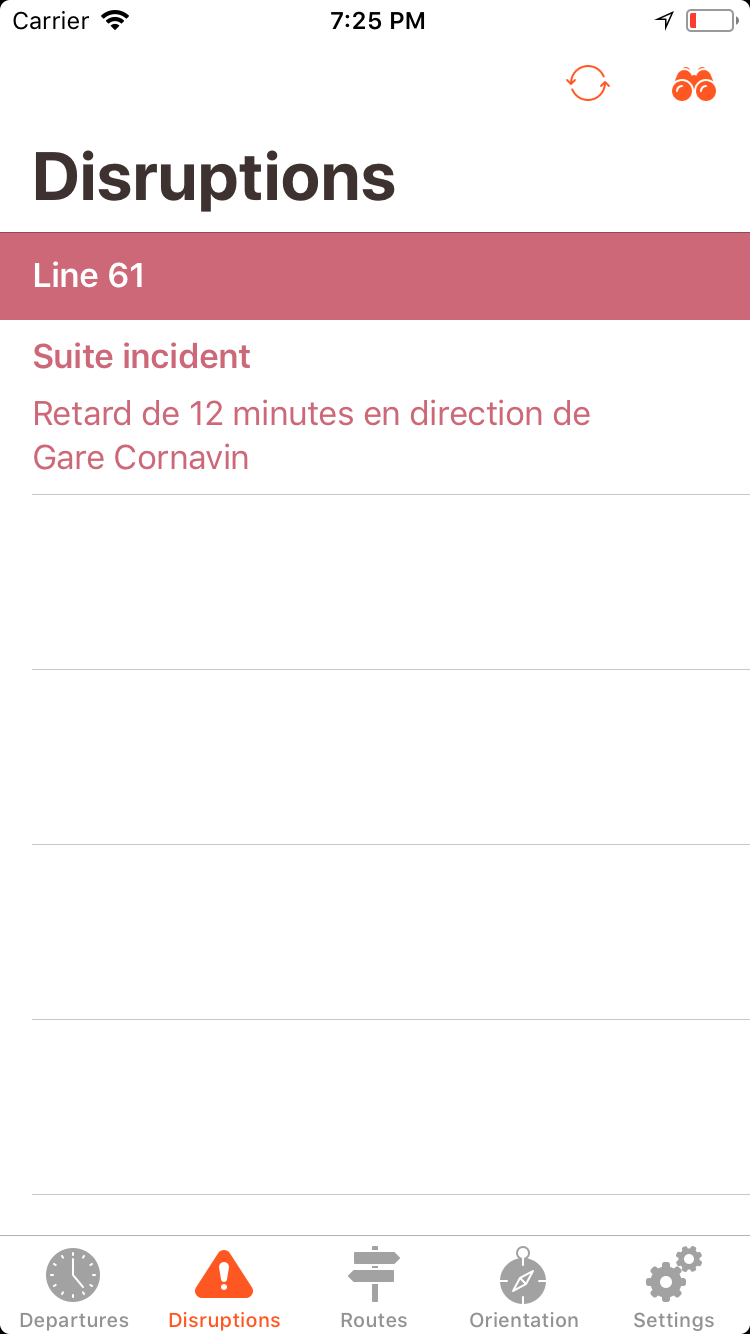 Carrier 7:25 PM
Disruptions
Line 61
Suite incident
Retard de 12 minutes en direction de
Gare Cornavin
Departures Disruptions Routes Orientation Settings